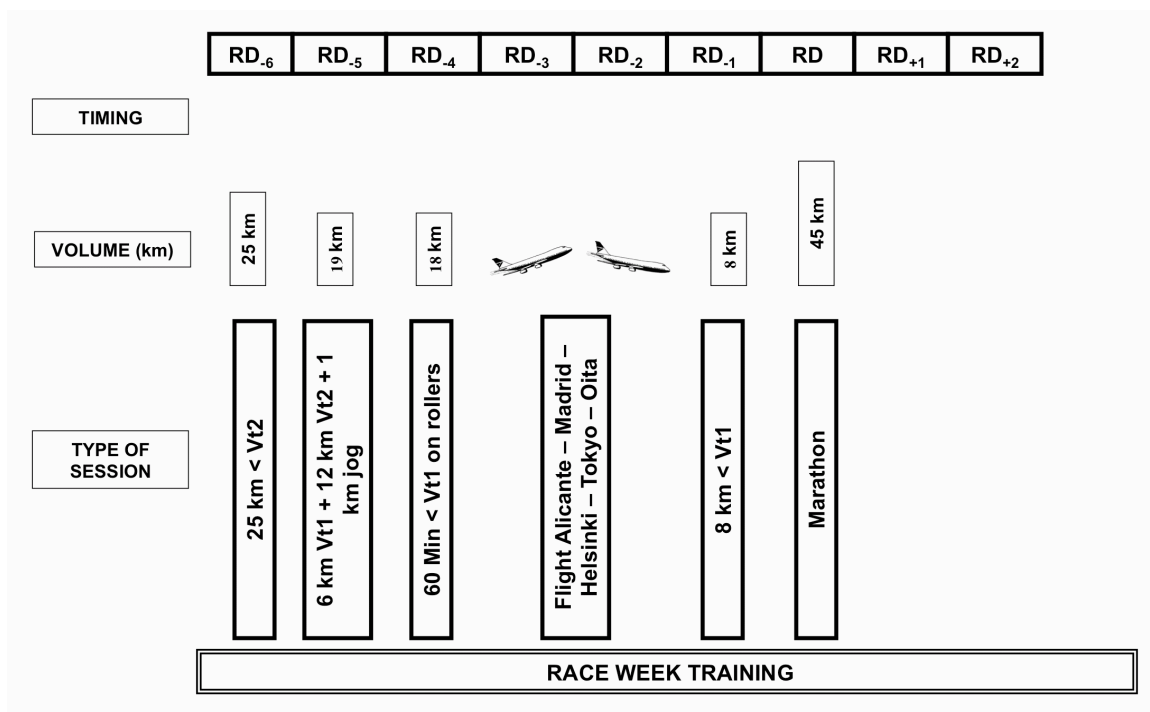 RD-6 RD-5 RD-4 RD-3 RD-2 RD-1 RD RD+1 RD+2
TIMING
VOLUME (km)
25 km
19 km
18 km
8 km
45 km
TYPE OF
SESSION
25 km < Vt2
6 km Vt1 + 12 km Vt2 + 1
km jog
60 Min < Vt1 on rollers
Flight Alicante – Madrid –
Helsinki – Tokyo – Oita
8 km < Vt1
Marathon
RACE WEEK TRAINING